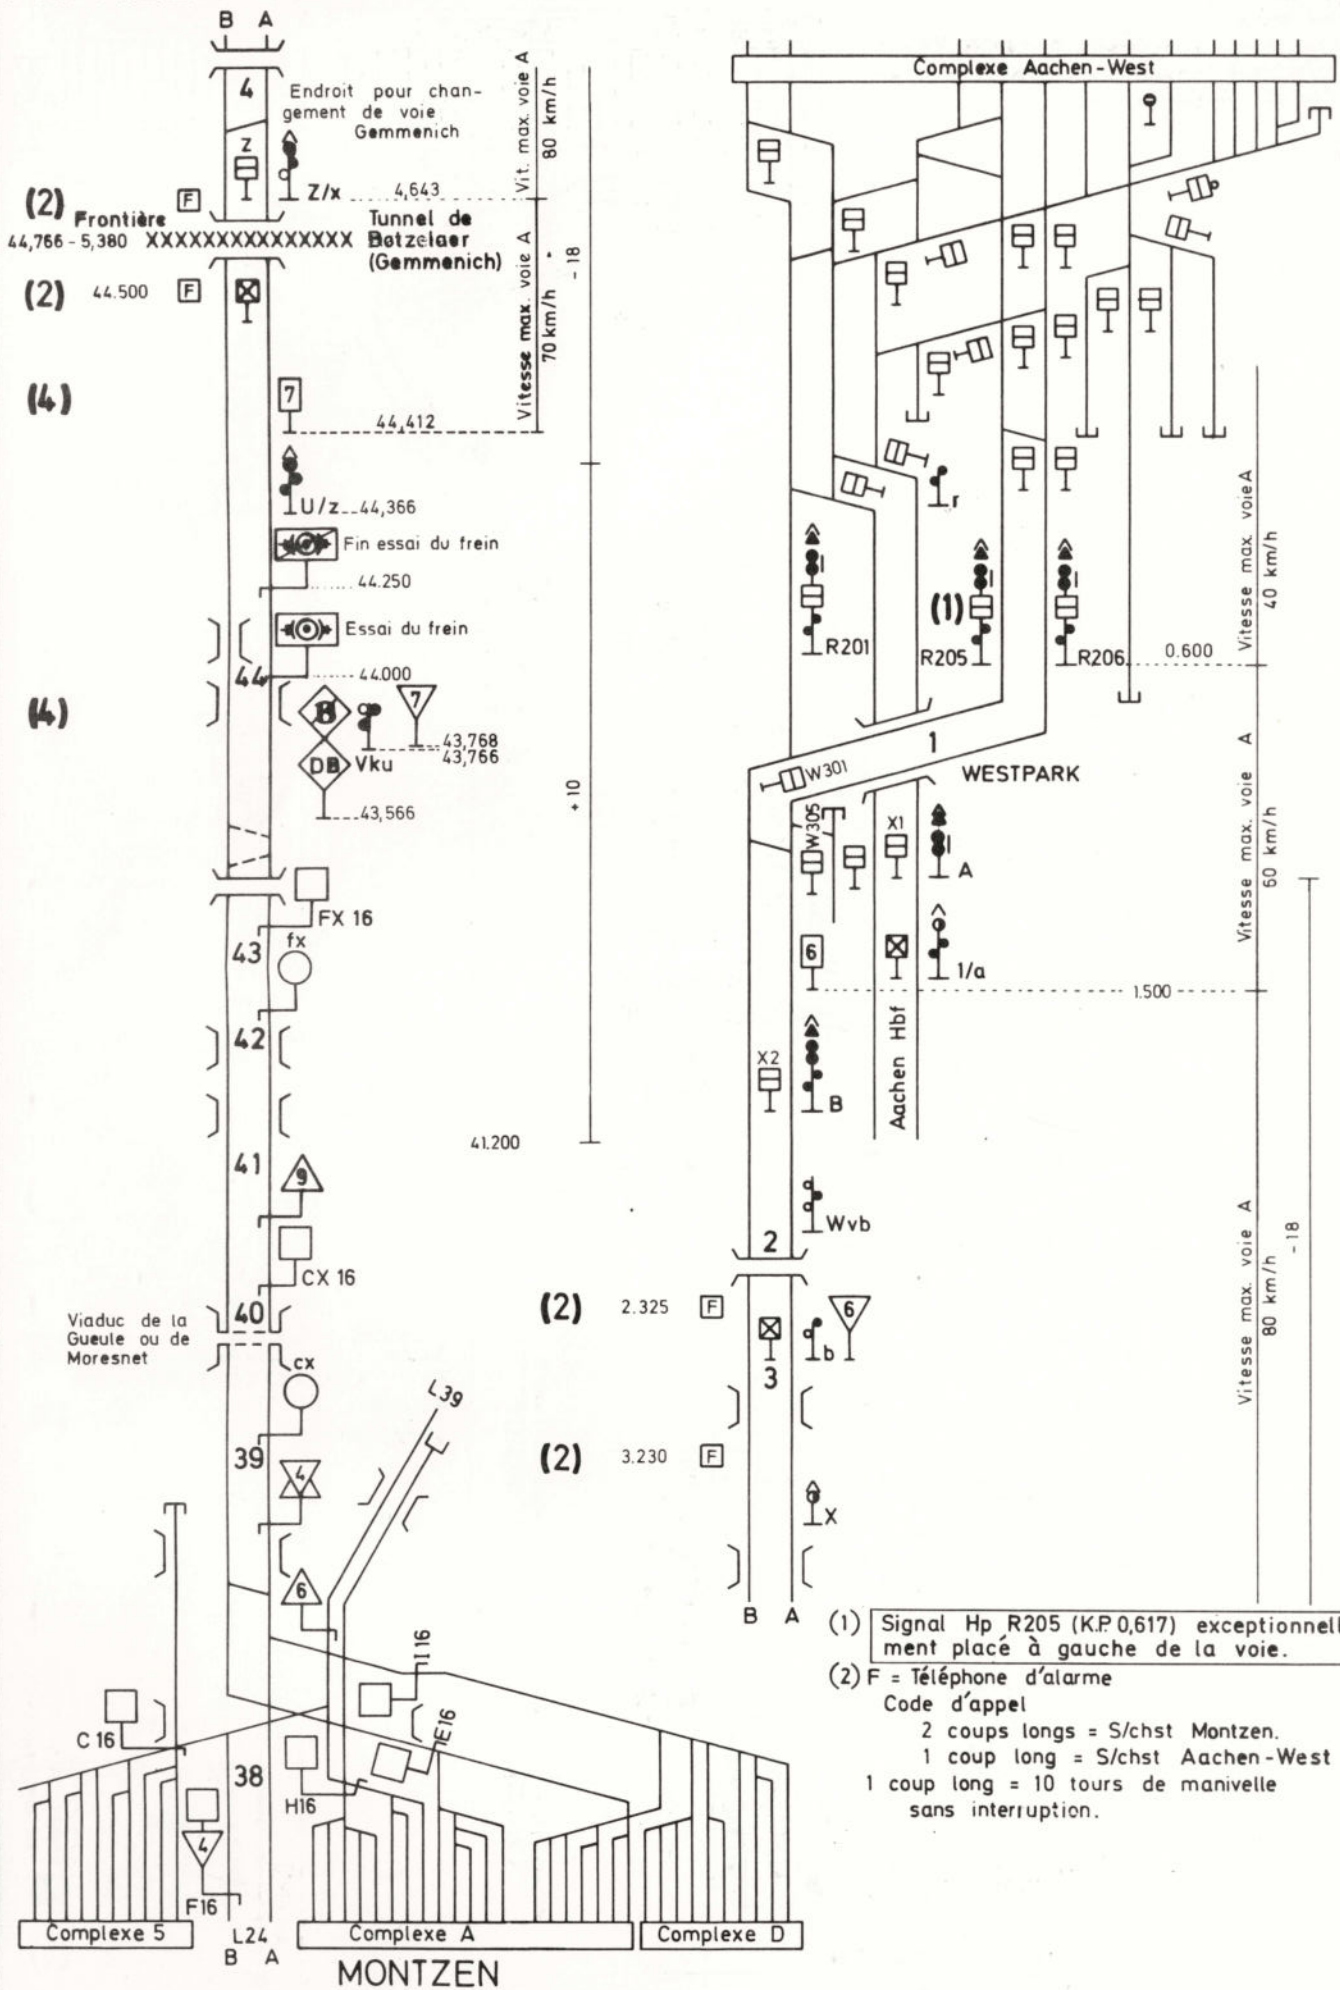 B A
4
Endroit pour chan-
gement de voie
Gemmenich
Z
Z/x
4,643
Vit. max. voie A
80 km/h
(2)
F
Frontière
44,766 - 5,380 XXXXXXXXXXXXXXX
Tunnel de
Botzelaer
(Gemmenich)
(2) 44.500 F
Vitesse max. voie A
70 km/h
- 18
(4)
7
44,412
U/z 44,366
Fin essai du frein
44.250
Essai du frein
44
44.000
(4)
B
7
43,768
43,766
DB
Vku
43,566
+10
FX 16
43
fx
42
41
41.200
9
CX 16
40
Viaduc de la
Gueule ou de
Moresnet
cx
39
4
L39
6
I 16
C 16
E16
38
H16
4
F16
Complexe 5
L24
B A
Complexe A
Complexe D
MONTZEN
Complexe Aachen-West
r
R201
(1)
R205
R206
0.600
Vitesse max. voie A
40 km/h
1
W301
WESTPARK
W305
X1
A
Vitesse max. voie A
60 km/h
6
1/a
1.500
Aachen Hbf
X2
B
Wvb
2
(2) 2.325 F
6
b
3
(2) 3.230 F
X
Vitesse max. voie A
80 km/h
-18
B A
(1) Signal Hp R205 (K.P. 0,617) exceptionell
ment placé à gauche de la voie.
(2) F = Téléphone d'alarme
Code d'appel
2 coups longs = S/chst Montzen.
1 coup long = S/chst Aachen-West
1 coup long = 10 tours de manivelle
sans interruption.